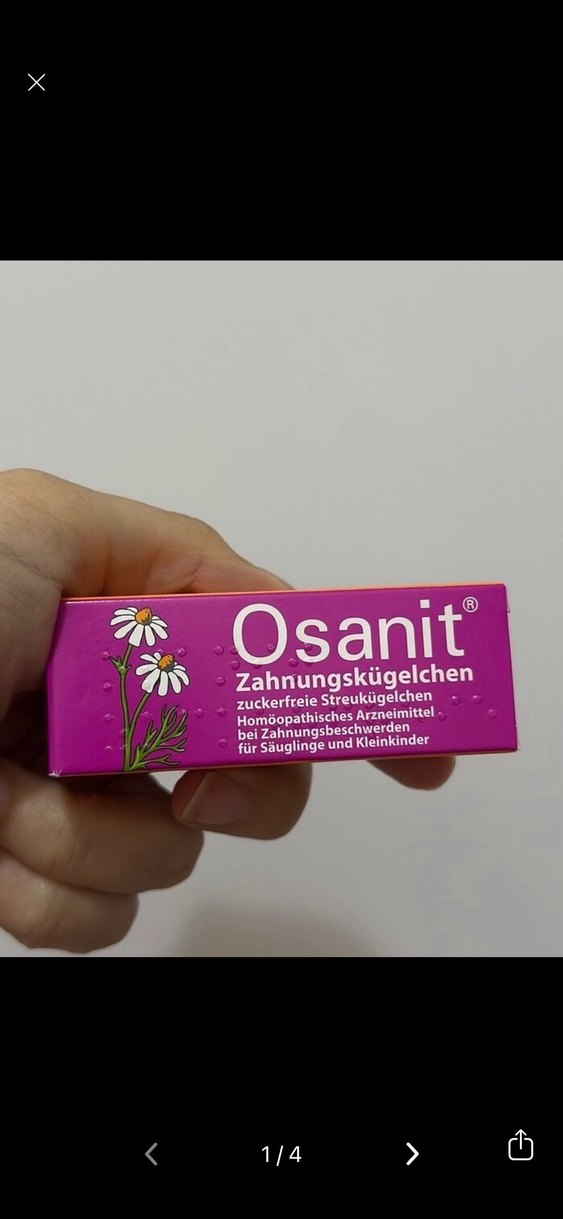 Osanit®
Zahnungskügelchen
zuckerfreie Streukügelchen
Homöopathisches Arzneimittel
bei Zahnungsbeschwerden
für Säuglinge und Kleinkinder
1/4